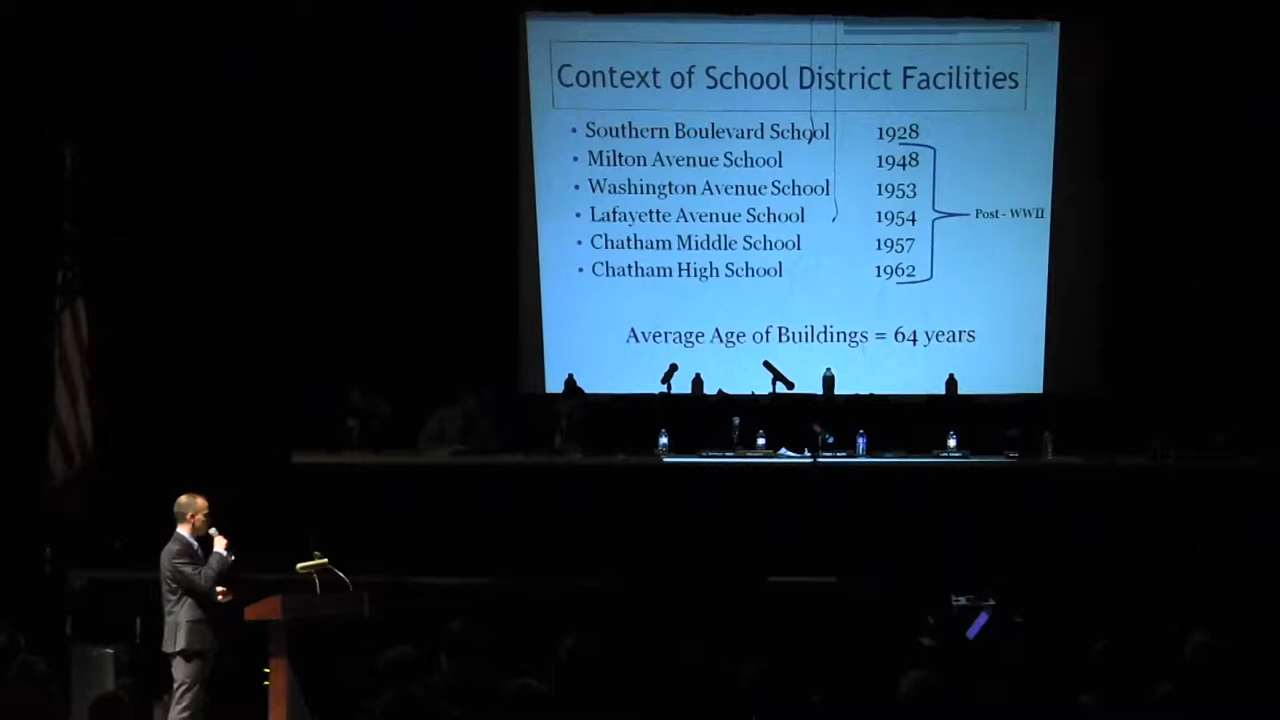 Context of School District Facilities
• Southern Boulevard School 1928
• Milton Avenue School 1948
• Washington Avenue School 1953
• Lafayette Avenue School 1954
• Chatham Middle School 1957
• Chatham High School 1962
Post - WWII
Average Age of Buildings = 64 years